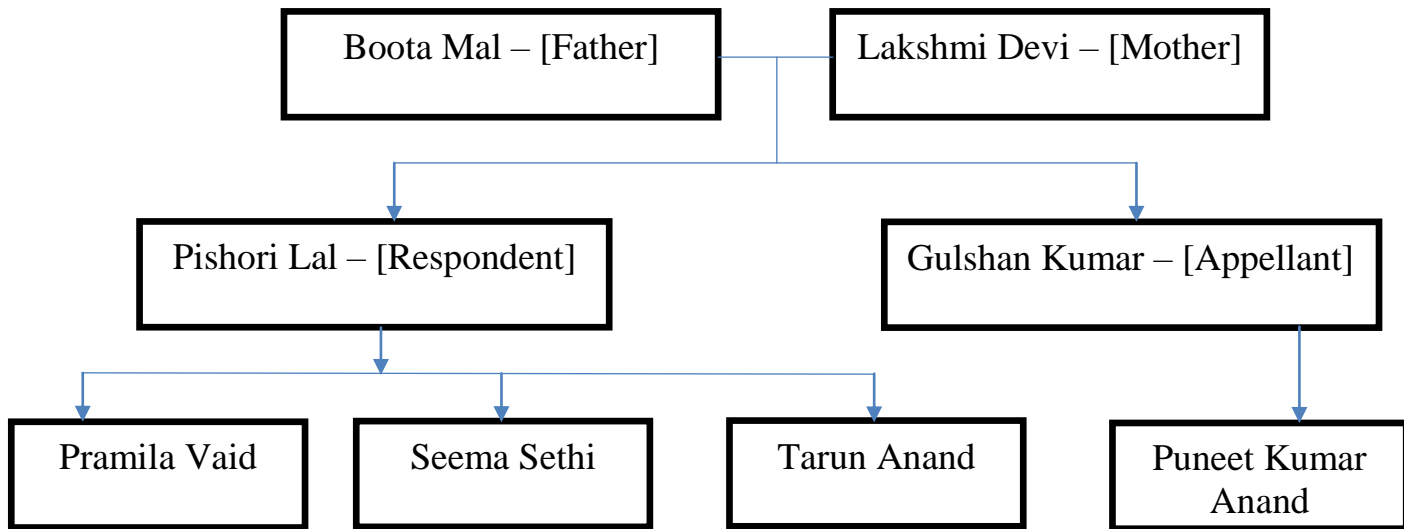 Boota Mal – [Father]
Lakshmi Devi – [Mother]
Pishori Lal – [Respondent]
Gulshan Kumar – [Appellant]
Pramila Vaid
Seema Sethi
Tarun Anand
Puneet Kumar
Anand